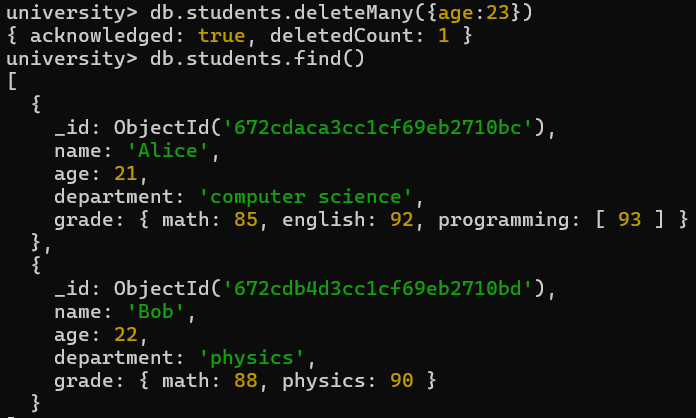 university> db.students.deleteMany({age:23})
{ acknowledged: true, deletedCount: 1 }
university> db.students.find()
[
  {
    _id: ObjectId('672cdaca3cc1cf69eb2710bc'),
    name: 'Alice',
    age: 21,
    department: 'computer science',
    grade: { math: 85, english: 92, programming: [ 93 ] }
  },
  {
    _id: ObjectId('672cdb4d3cc1cf69eb2710bd'),
    name: 'Bob',
    age: 22,
    department: 'physics',
    grade: { math: 88, physics: 90 }
  }